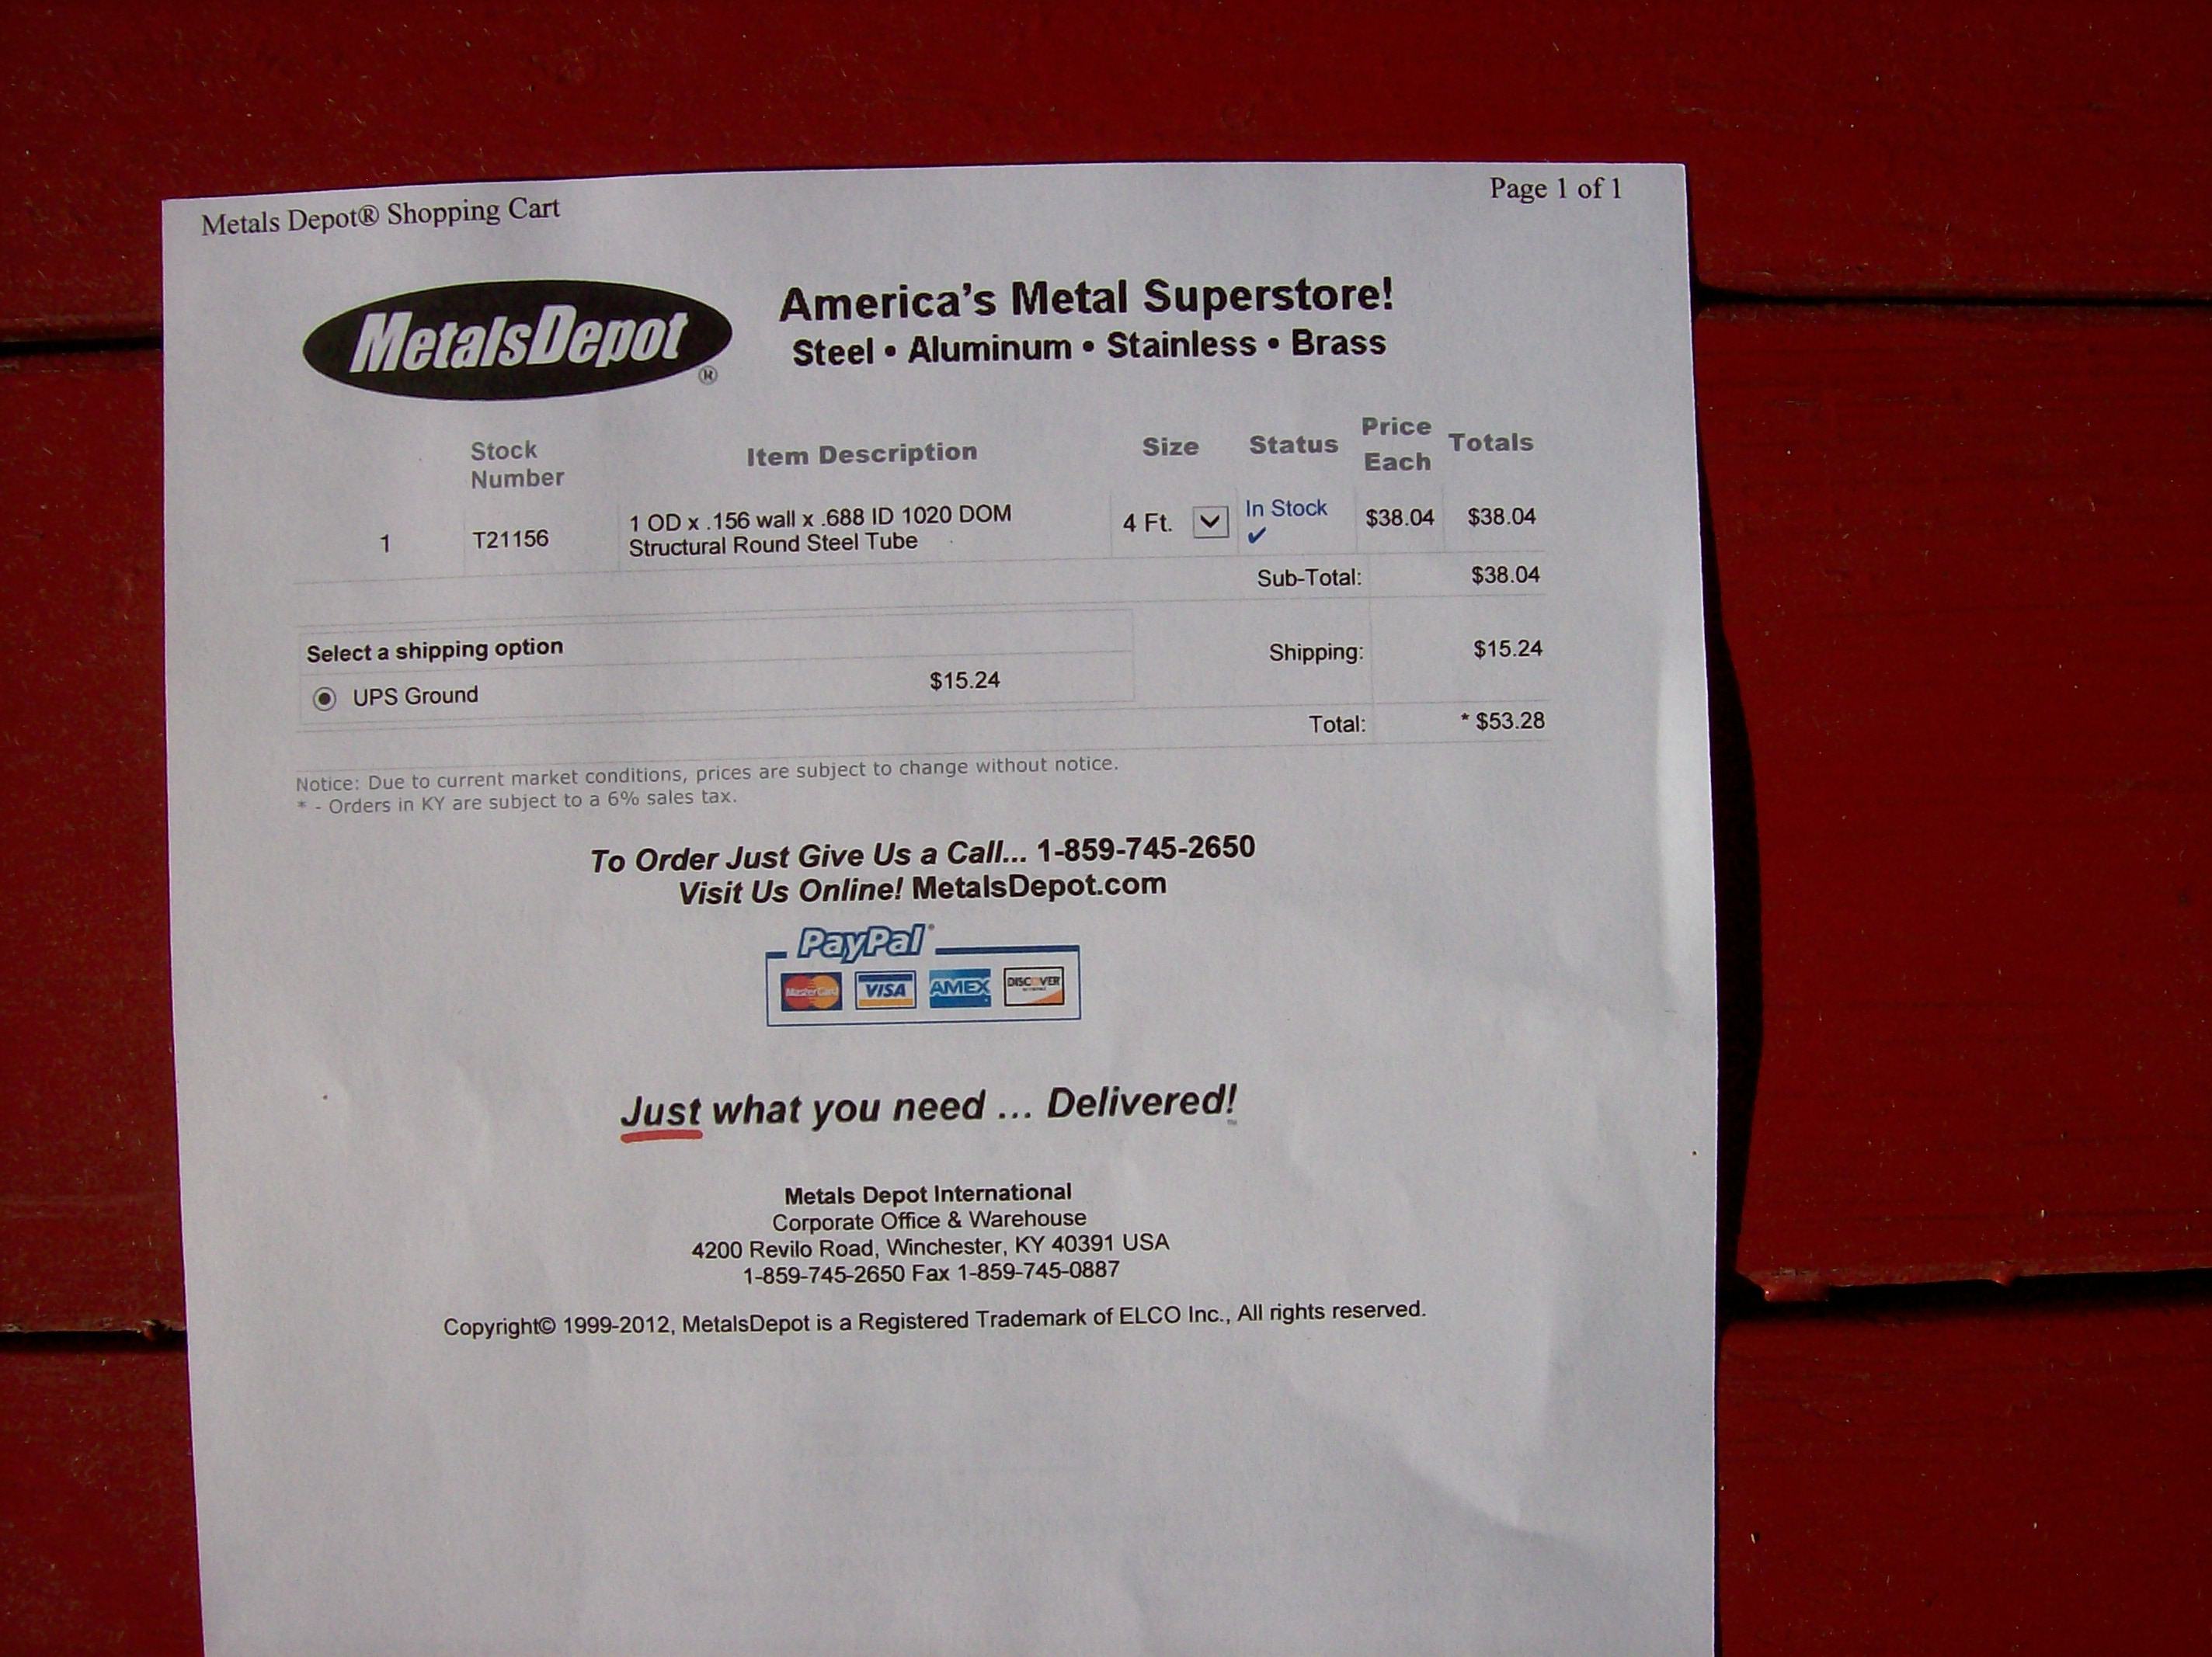 Metals Depot® Shopping Cart
Page 1 of 1
MetalsDepot®
America's Metal Superstore!
Steel • Aluminum • Stainless • Brass
Stock Number Item Description Size Status Price Each Totals
1 T21156 1 OD x .156 wall x .688 ID 1020 DOM Structural Round Steel Tube 4 Ft. In Stock ✓ $38.04 $38.04
Sub-Total: $38.04
Select a shipping option
UPS Ground $15.24
Shipping: $15.24
Total: * $53.28
Notice: Due to current market conditions, prices are subject to change without notice.
* - Orders in KY are subject to a 6% sales tax.
To Order Just Give Us a Call... 1-859-745-2650
Visit Us Online! MetalsDepot.com
PayPal
MasterCard VISA AMEX DISCOVER
Just what you need ... Delivered!™
Metals Depot International
Corporate Office & Warehouse
4200 Revilo Road, Winchester, KY 40391 USA
1-859-745-2650 Fax 1-859-745-0887
Copyright© 1999-2012, MetalsDepot is a Registered Trademark of ELCO Inc., All rights reserved.